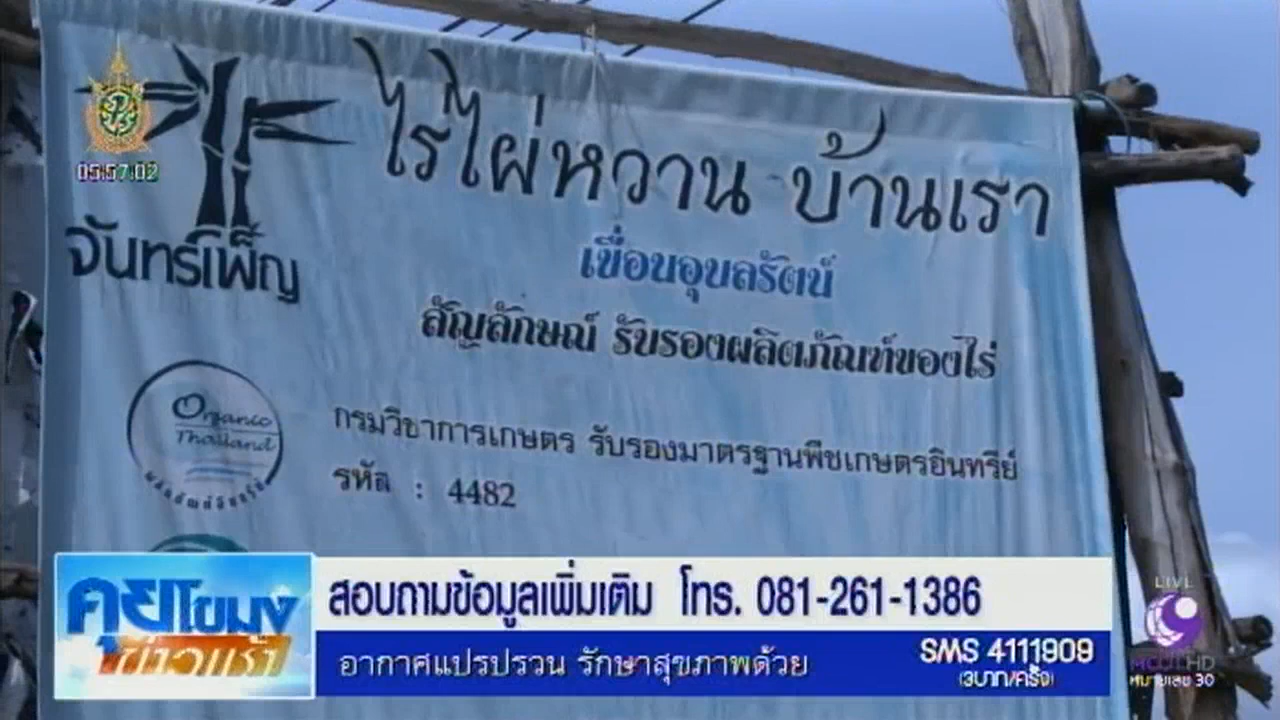 05:57:02
ไร่ไผ่หวาน บ้านเรา
จันทร์เพ็ญ
เขื่อนอุบลรัตน์
สัญลักษณ์ รับรองผลิตภัณฑ์ของไร่
Organic
Thailand
กรมวิชาการเกษตร รับรองมาตรฐานพืชเกษตรอินทรีย์
รหัส : 4482
คุยโขมง
ข่าวเช้า
สอบถามข้อมูลเพิ่มเติม โทร. 081-261-1386
อากาศแปรปรวน รักษาสุขภาพด้วย
SMS 4111909
(3บาท/ครั้ง)
LIVE
MCOT HD
หมายเลข 30